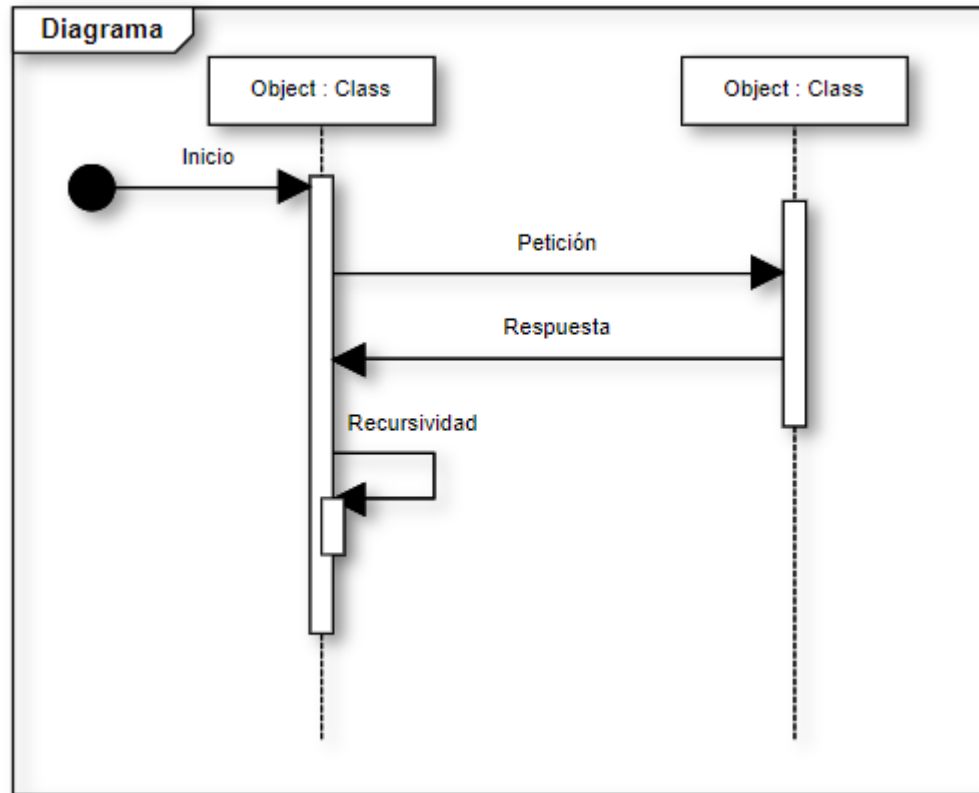 Diagrama
Object : Class
Object : Class
Inicio
Petición
Respuesta
Recursividad